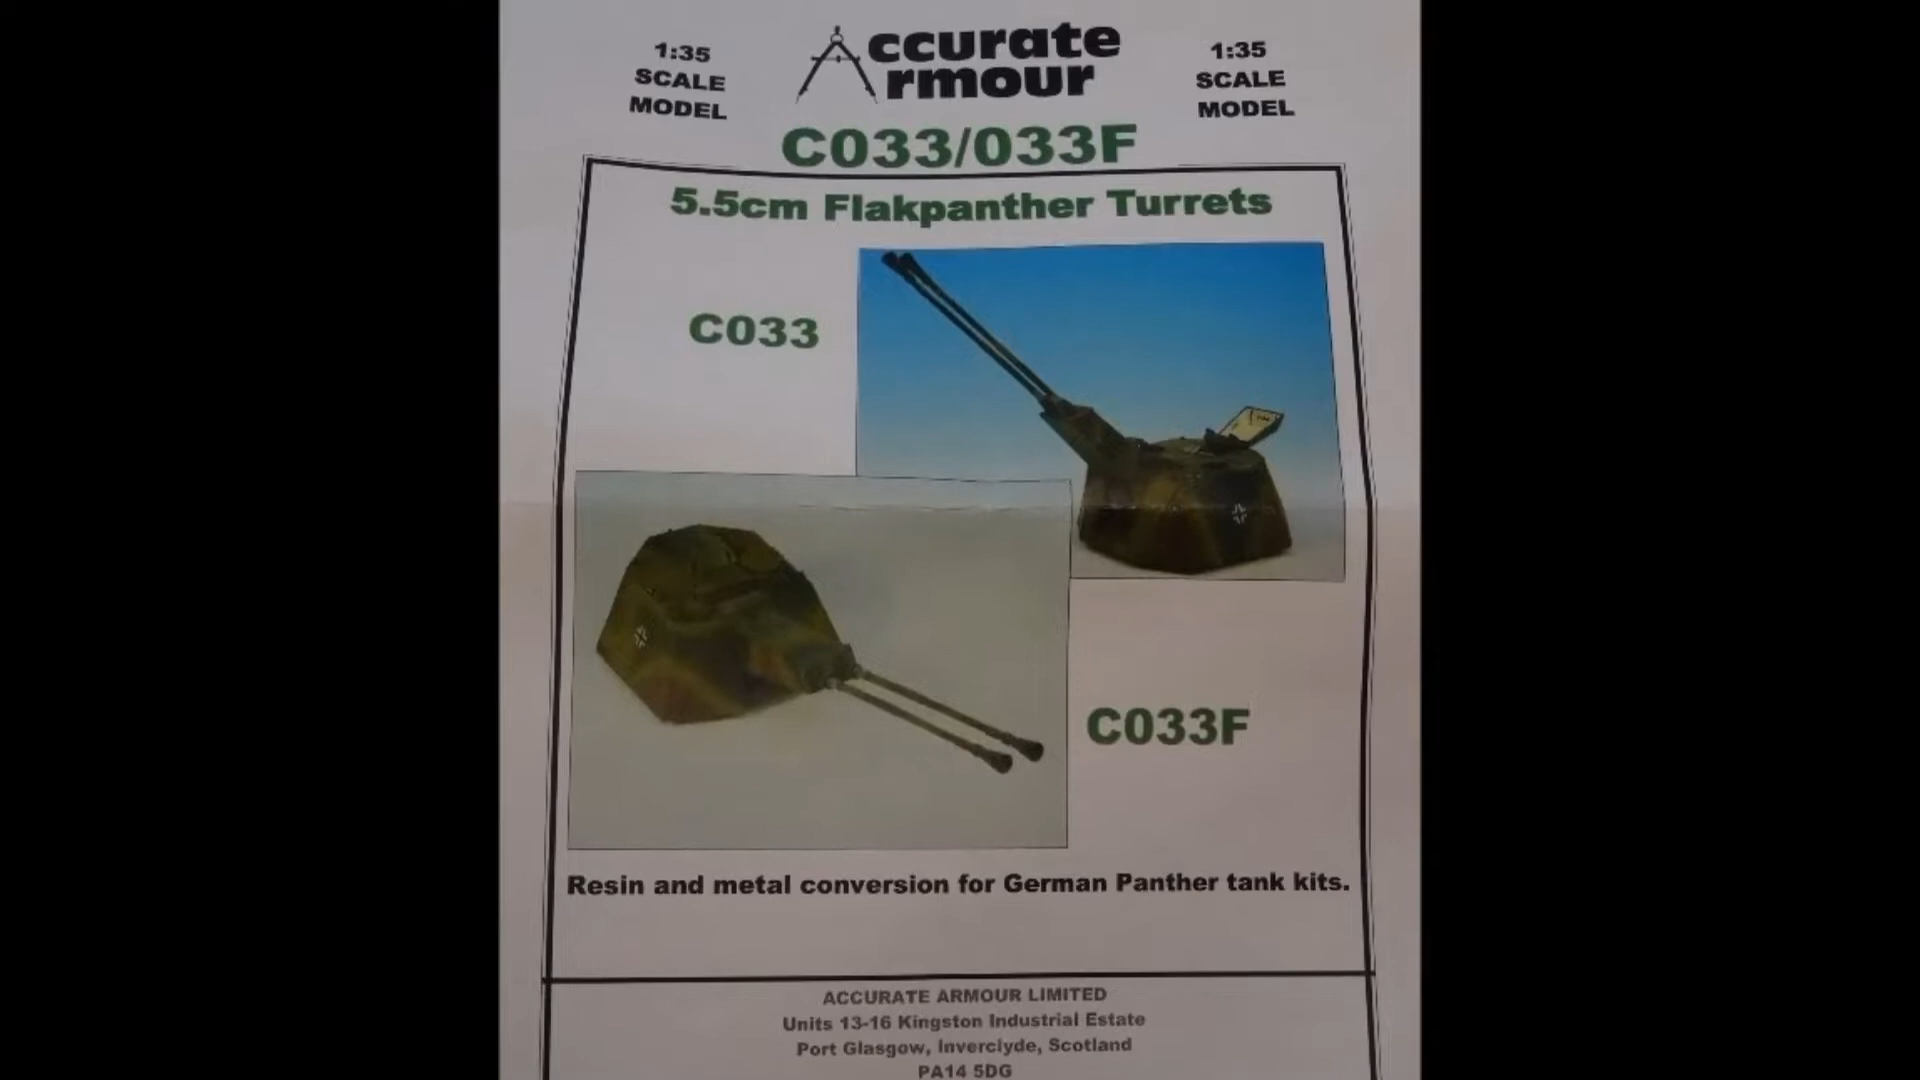 1:35
SCALE
MODEL
Accurate
Armour
1:35
SCALE
MODEL
C033/033F
5.5cm Flakpanther Turrets
C033
C033F
Resin and metal conversion for German Panther tank kits.
ACCURATE ARMOUR LIMITED
Units 13-16 Kingston Industrial Estate
Port Glasgow, Inverclyde, Scotland
PA14 5DG